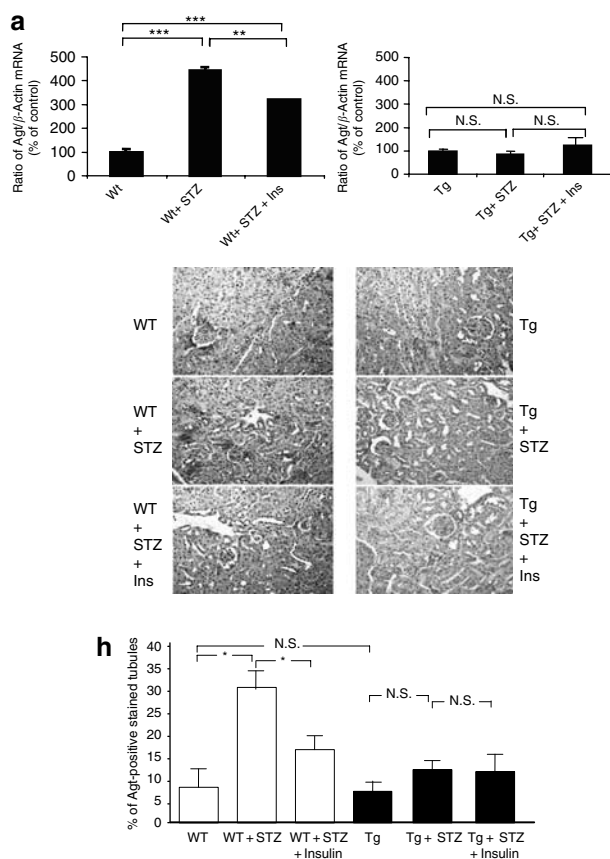 a
***
***
**
Ratio of Agt/β-Actin mRNA
(% of control)
500
400
300
200
100
0
Wt
Wt+ STZ
Wt+ STZ + Ins
N.S.
N.S.
N.S.
Ratio of Agt/β-Actin mRNA
(% of control)
500
400
300
200
100
0
Tg
Tg+ STZ
Tg+ STZ + Ins
WT
Tg
WT
+
STZ
Tg
+
STZ
WT
+
STZ
+
Ins
Tg
+
STZ
+
Ins
h
N.S.
*
*
N.S.
N.S.
% of Agt-positive stained tubules
40
35
30
25
20
15
10
5
0
WT
WT + STZ
WT + STZ
+ Insulin
Tg
Tg + STZ
Tg + STZ
+ Insulin